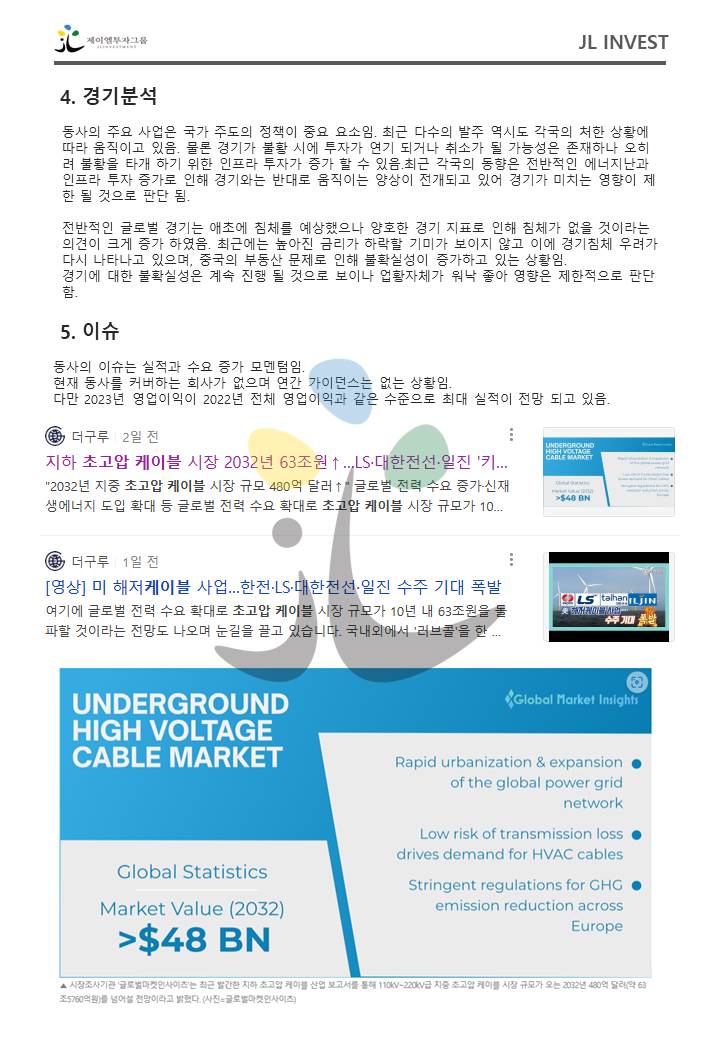 제이엘투자그룹
JLINVESTMENT
JL INVEST
4. 경기분석
동사의 주요 사업은 국가 주도의 정책이 중요 요소임. 최근 다수의 발주 역시도 각국의 처한 상황에
따라 움직이고 있음. 물론 경기가 불황 시에 투자가 연기 되거나 취소가 될 가능성은 존재하나 오히
려 불황을 타개 하기 위한 인프라 투자가 증가 할 수 있음.최근 각국의 동향은 전반적인 에너지난과
인프라 투자 증가로 인해 경기와는 반대로 움직이는 양상이 전개되고 있어 경기가 미치는 영향이 제
한 될 것으로 판단 됨.
전반적인 글로벌 경기는 애초에 침체를 예상했으나 양호한 경기 지표로 인해 침체가 없을 것이라는
의견이 크게 증가 하였음. 최근에는 높아진 금리가 하락할 기미가 보이지 않고 이에 경기침체 우려가
다시 나타나고 있으며, 중국의 부동산 문제로 인해 불확실성이 증가하고 있는 상황임.
경기에 대한 불확실성은 계속 진행 될 것으로 보이나 업황자체가 워낙 좋아 영향은 제한적으로 판단
함.
5. 이슈
동사의 이슈는 실적과 수요 증가 모멘텀임.
현재 동사를 커버하는 회사가 없으며 연간 가이던스는 없는 상황임.
다만 2023년 영업이익이 2022년 전체 영업이익과 같은 수준으로 최대 실적이 전망 되고 있음.
더구루 2일 전
지하 초고압 케이블 시장 2032년 63조원↑...LS·대한전선·일진 '키...
"2032년 지중 초고압 케이블 시장 규모 480억 달러↑" 글로벌 전력 수요 증가신재
생에너지 도입 확대 등 글로벌 전력 수요 확대로 초고압 케이블 시장 규모가 10...
UNDERGROUND
HIGH VOLTAGE
CABLE MARKET
Global Market Insights
Rapid urbanization & expansion
of the global power grid
network
Low risk of transmission loss
drives demand for HVAC cables
Stringent regulations for GHG
emission reduction across
Europe
Global Statistics
Market Value (2032)
>$48 BN
더구루 1일 전
[영상] 미 해저케이블 사업...한전·LS·대한전선·일진 수주 기대 폭발
여기에 글로벌 전력 수요 확대로 초고압 케이블 시장 규모가 10년 내 63조원을 돌
파할 것이라는 전망도 나오며 눈길을 끌고 있습니다. 국내외에서 '러브콜'을 한 ...
LS taihan ILJIN
美 해저케이블 사업...
수주 기대 폭발
UNDERGROUND
HIGH VOLTAGE
CABLE MARKET
Global Market Insights
Rapid urbanization & expansion
of the global power grid
network
Low risk of transmission loss
drives demand for HVAC cables
Stringent regulations for GHG
emission reduction across
Europe
Global Statistics
Market Value (2032)
>$48 BN
▲ 시장조사기관 '글로벌마켓인사이츠'는 최근 발간한 지하 초고압 케이블 산업 보고서를 통해 110kV~220kV급 지중 초고압 케이블 시장 규모가 오는 2032년 480억 달러(약 63
조5760억원)를 넘어설 전망이라고 밝혔다. (사진=글로벌마켓인사이츠)